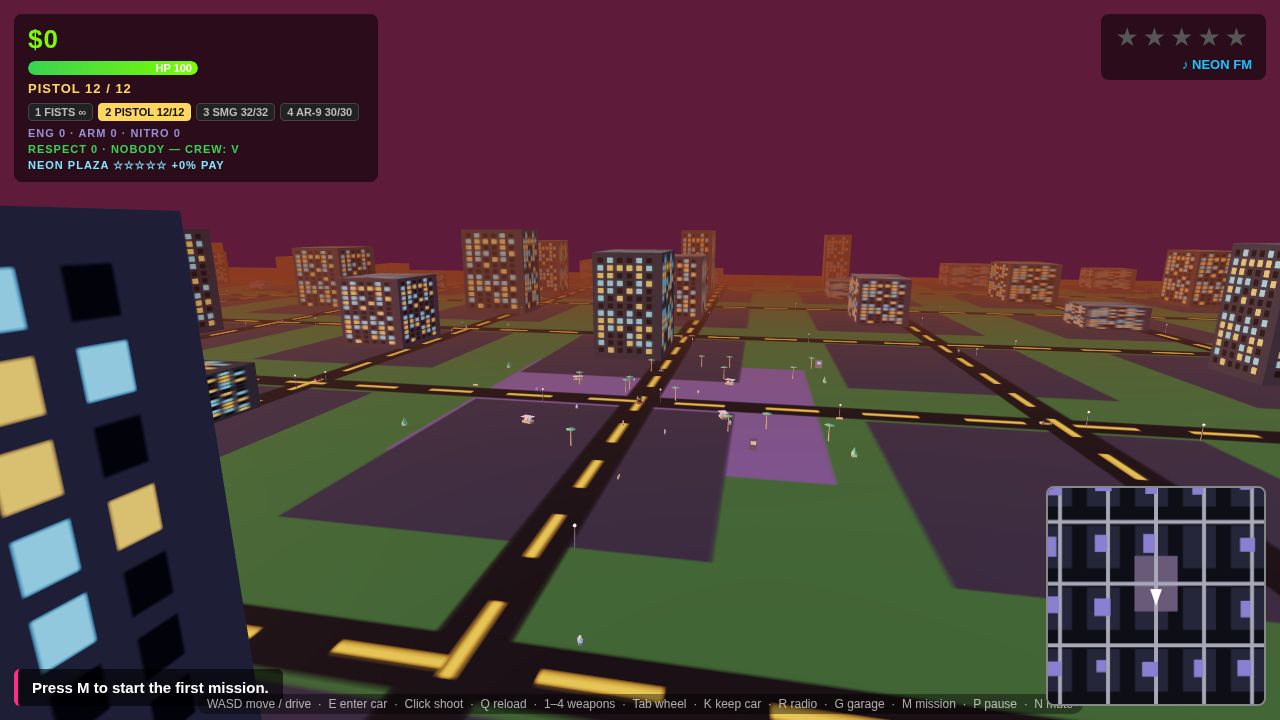 $0
HP 100
PISTOL 12 / 12
1 FISTS ∞ 2 PISTOL 12/12 3 SMG 32/32 4 AR-9 30/30
ENG 0 · ARM 0 · NITRO 0
RESPECT 0 · NOBODY — CREW: V
NEON PLAZA ☆☆☆☆☆ +0% PAY
★★★★★
♪ NEON FM
Press M to start the first mission.
WASD move / drive · E enter car · Click shoot · Q reload · 1–4 weapons · Tab wheel · K keep car · R radio · G garage · M mission · P pause · N mute